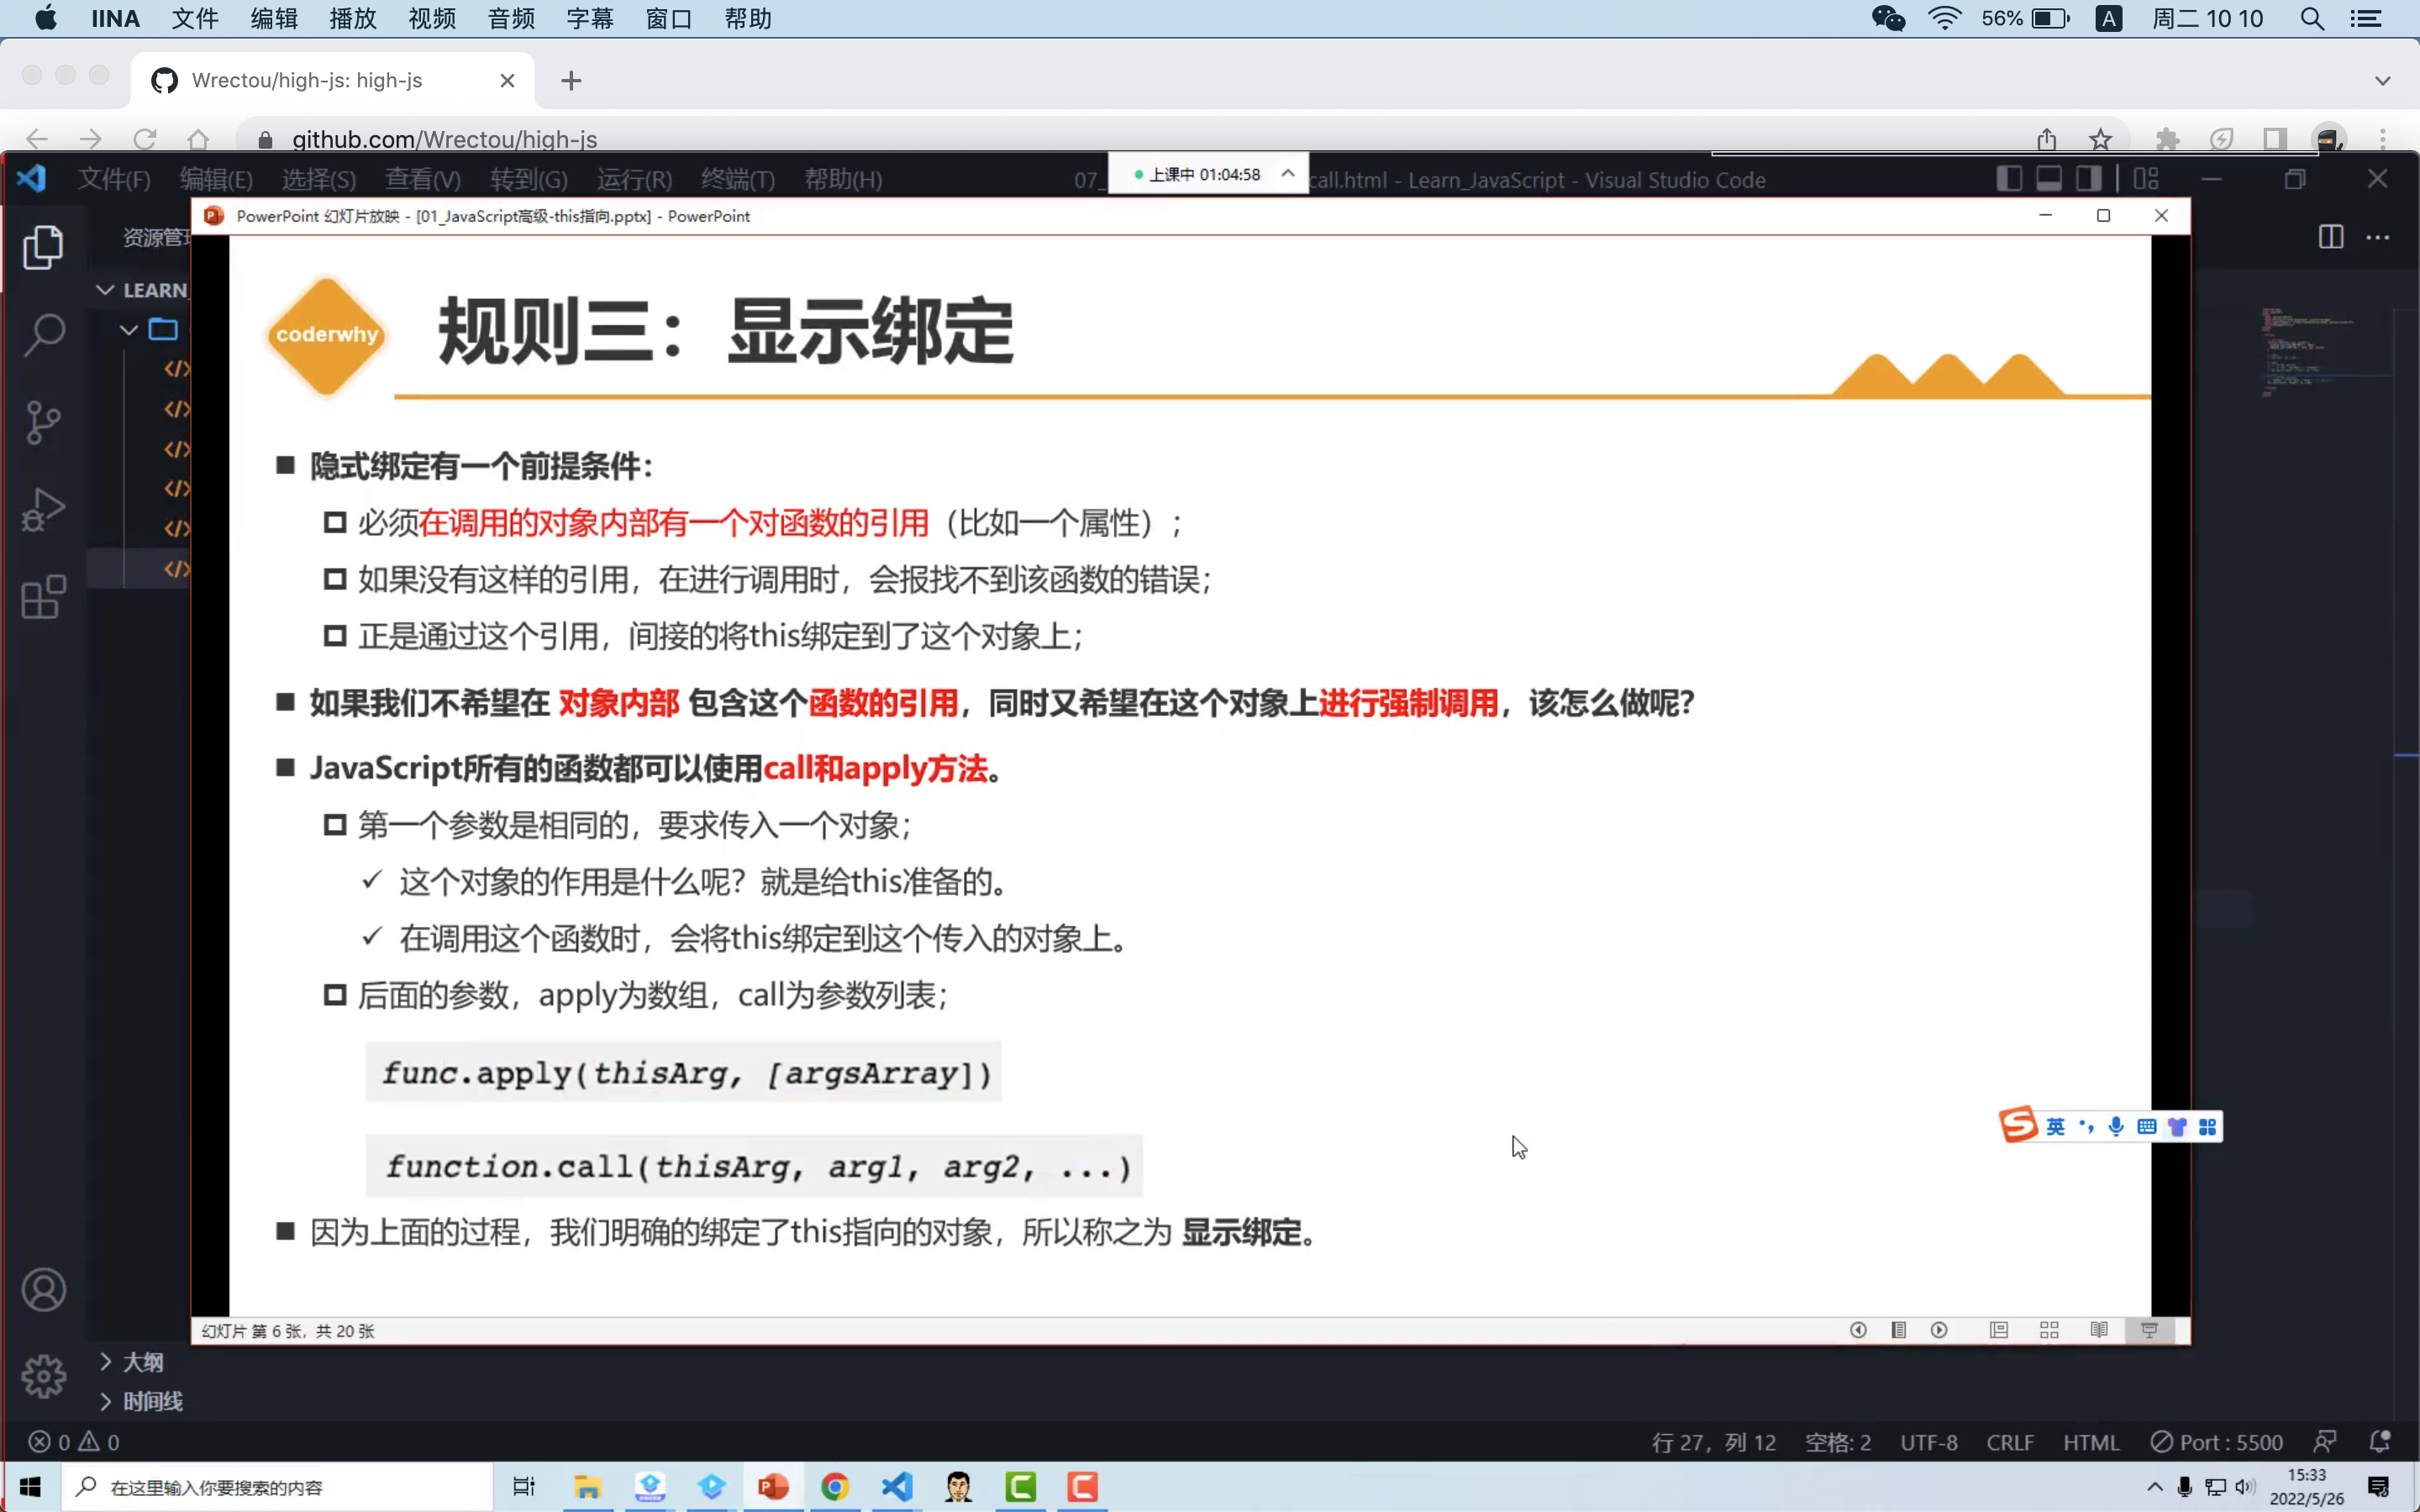 IINA 文件 编辑 播放 视频 音频 字幕 窗口 帮助 56% A 周二 10 10
Wrectou/high-js: high-js
github.com/Wrectou/high-js
文件(F) 编辑(E) 选择(S) 查看(V) 转到(G) 运行(R) 终端(T) 帮助(H) 07_ 上课中 01:04:58 call.html - Learn_JavaScript - Visual Studio Code
PowerPoint 幻灯片放映 - [01_JavaScript高级-this指向.pptx] - PowerPoint
资源管
LEARN_
coderwhy
规则三：显示绑定
隐式绑定有一个前提条件：
必须在调用的对象内部有一个对函数的引用（比如一个属性）；
如果没有这样的引用，在进行调用时，会报找不到该函数的错误；
正是通过这个引用，间接的将this绑定到了这个对象上；
如果我们不希望在 对象内部 包含这个函数的引用，同时又希望在这个对象上进行强制调用，该怎么做呢？
JavaScript所有的函数都可以使用call和apply方法。
第一个参数是相同的，要求传入一个对象；
这个对象的作用是什么呢？就是给this准备的。
在调用这个函数时，会将this绑定到这个传入的对象上。
后面的参数，apply为数组，call为参数列表；
func.apply(thisArg, [argsArray])
function.call(thisArg, arg1, arg2, ...)
英
因为上面的过程，我们明确的绑定了this指向的对象，所以称之为 显示绑定。
幻灯片 第 6 张，共 20 张
大纲
时间线
0 0 行 27，列 12 空格: 2 UTF-8 CRLF HTML Port : 5500
在这里输入你要搜索的内容
15:33
2022/5/26